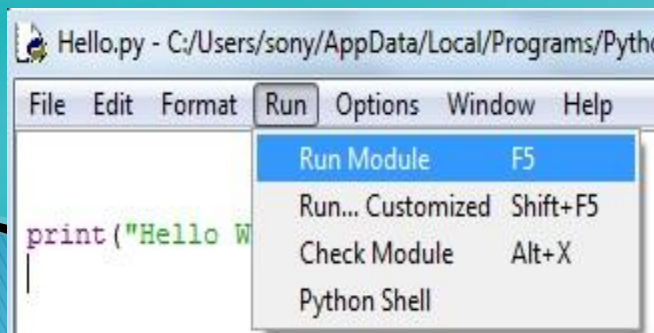 Hello.py - C:/Users/sony/AppData/Local/Programs/Pytho
File Edit Format Run Options Window Help
Run Module F5
Run... Customized Shift+F5
print("Hello W
Check Module Alt+X
Python Shell